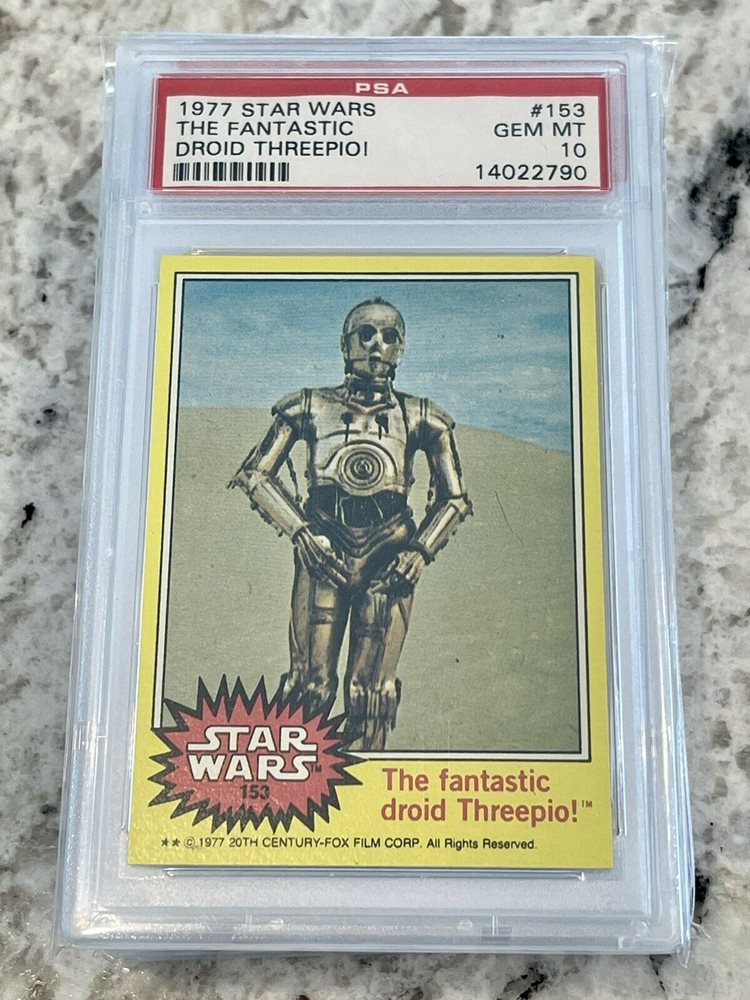 PSA
1977 STAR WARS #153
THE FANTASTIC GEM MT
DROID THREEPIO! 10
14022790
STAR
WARS™
153
The fantastic
droid Threepio!™
★★ © 1977 20TH CENTURY-FOX FILM CORP. All Rights Reserved.